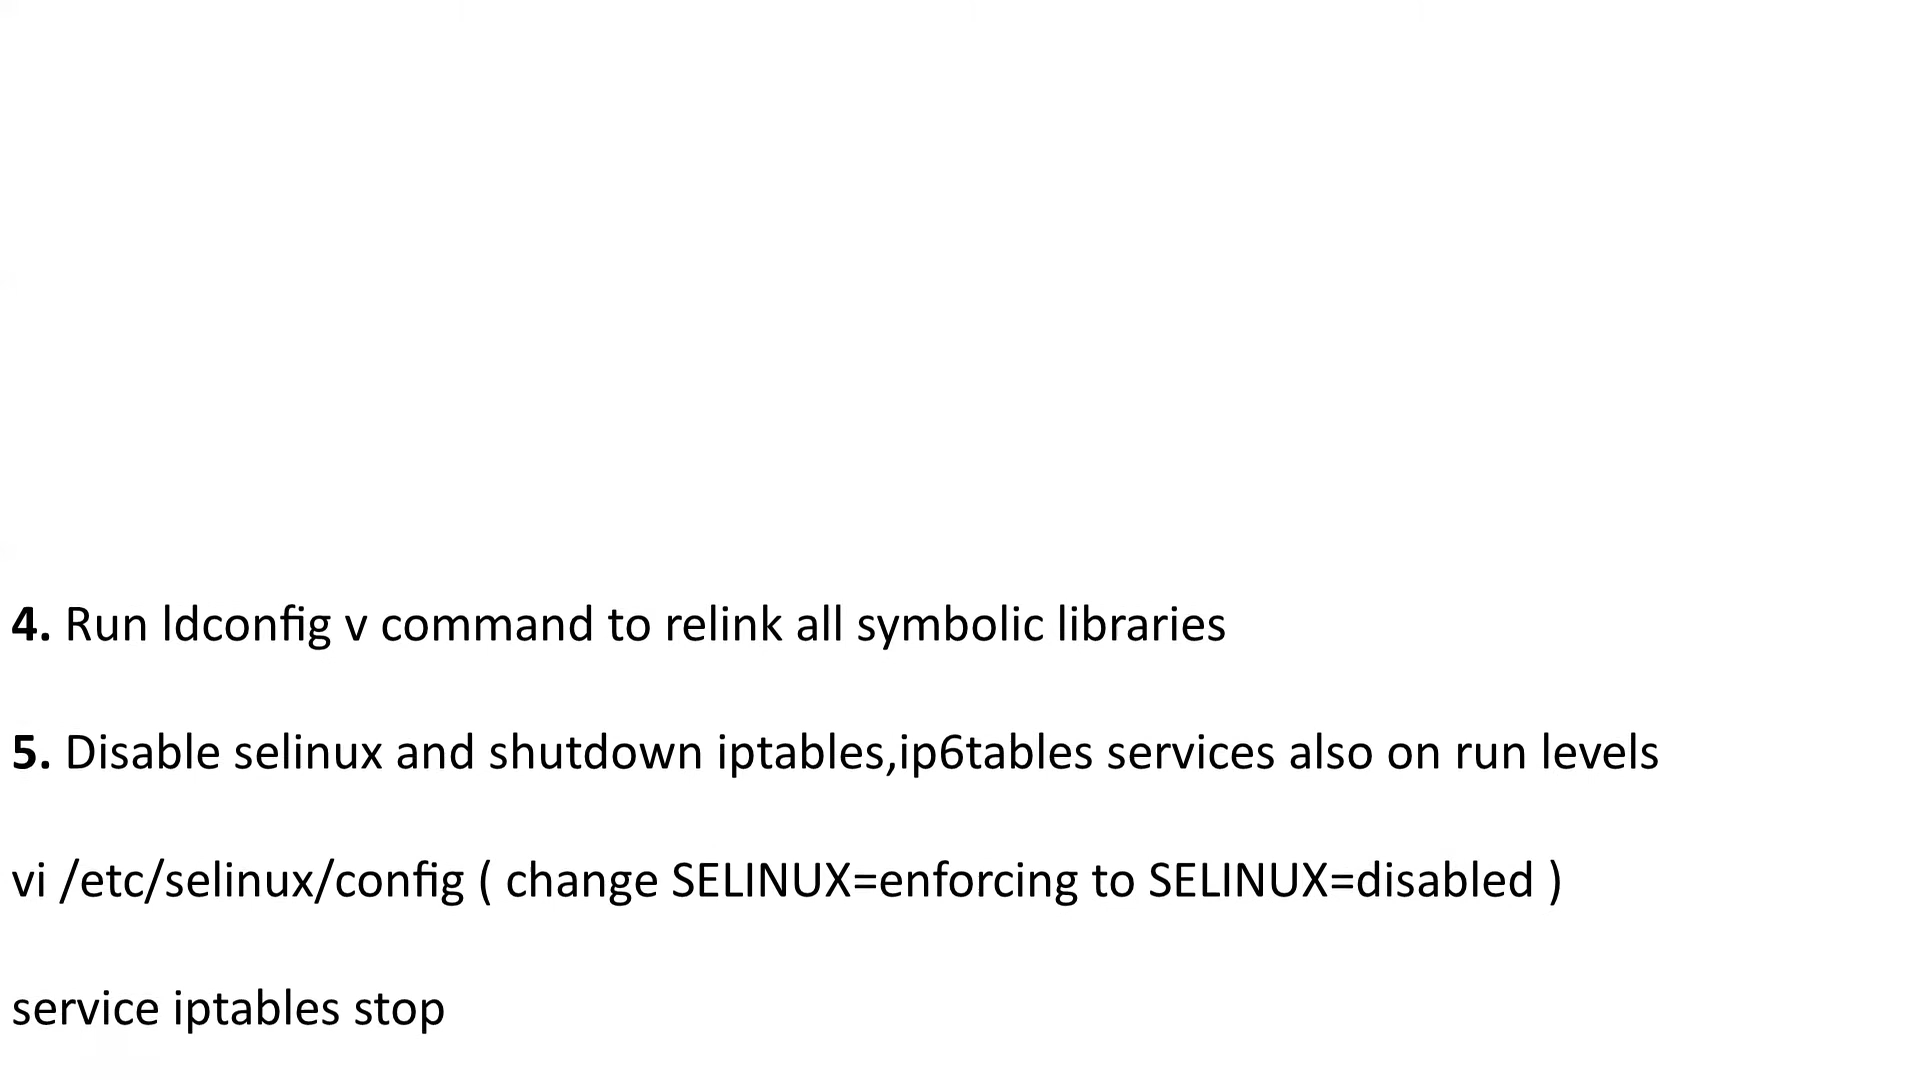 4. Run ldconfig v command to relink all symbolic libraries
5. Disable selinux and shutdown iptables,ip6tables services also on run levels
vi /etc/selinux/config ( change SELINUX=enforcing to SELINUX=disabled )
service iptables stop